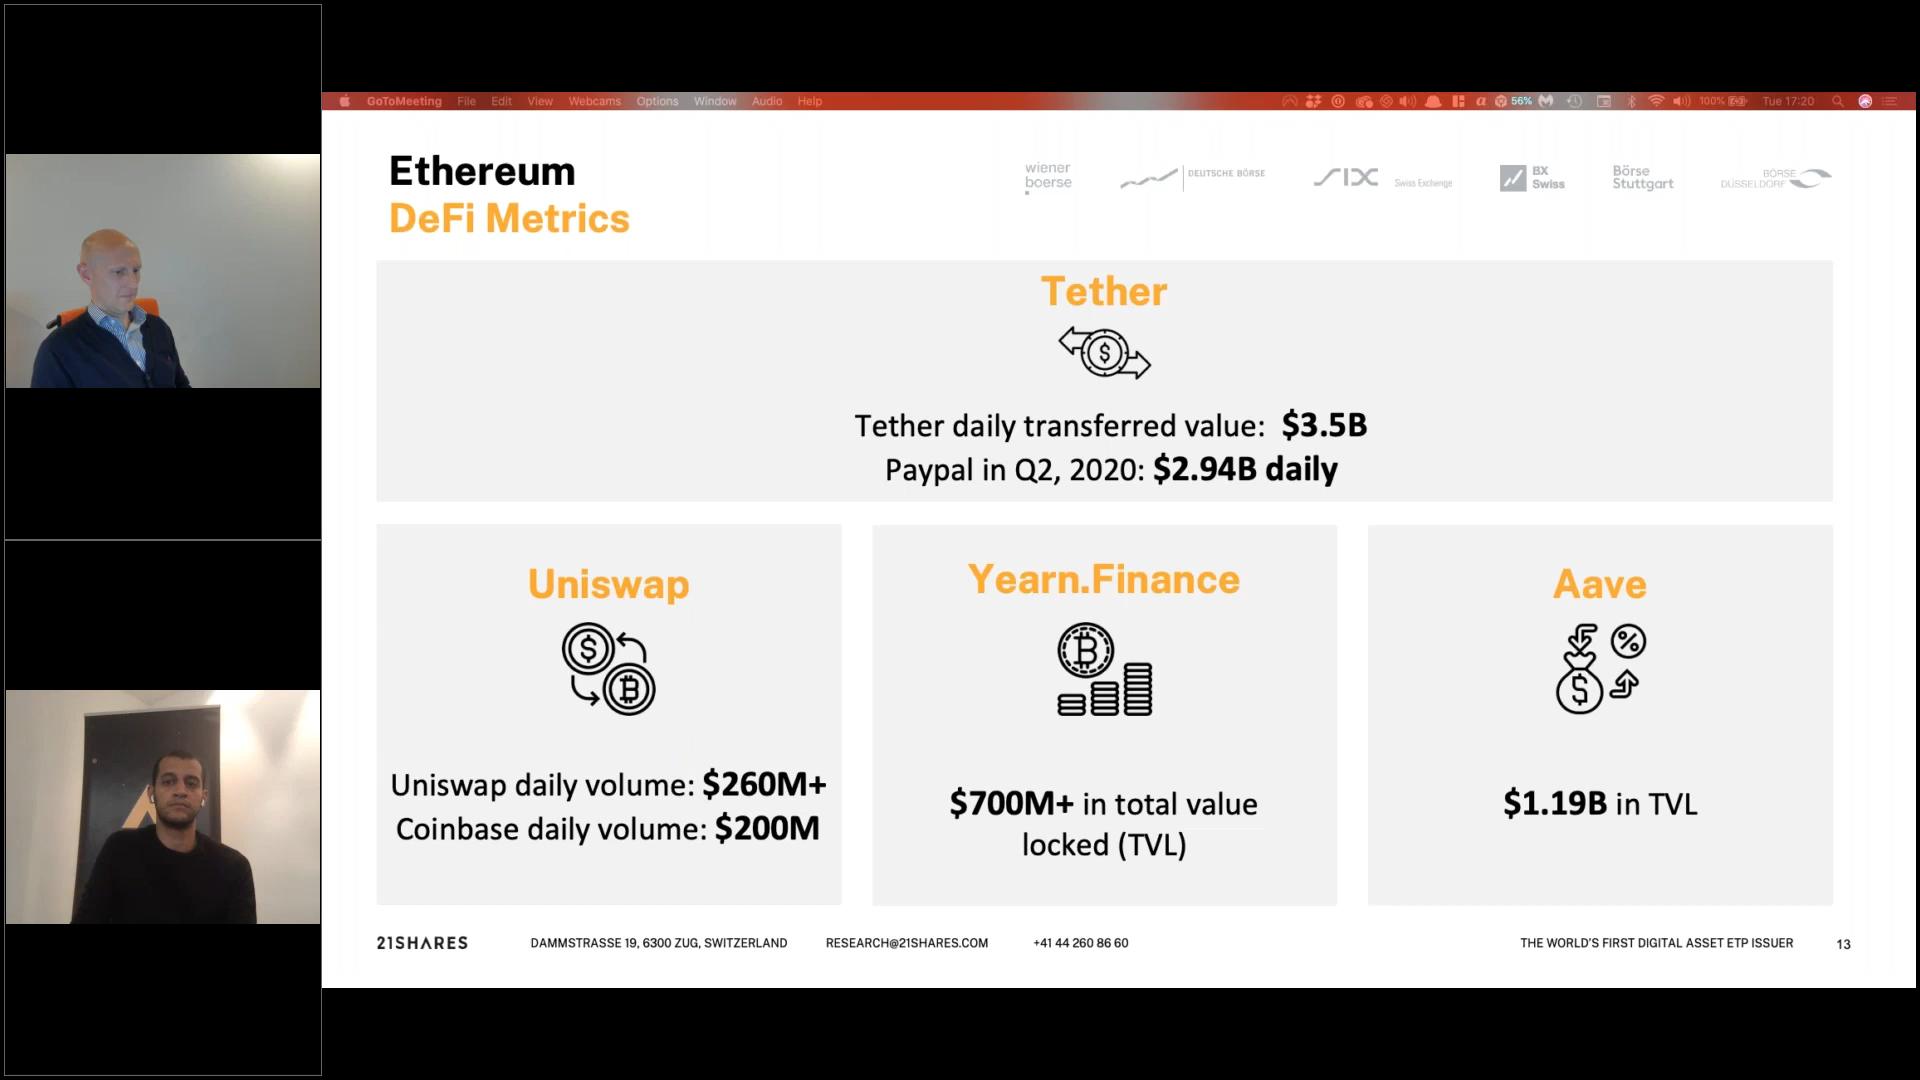 GoToMeeting File Edit View Webcams Options Window Audio Help
α 56% 100% Tue 17:20
Ethereum
DeFi Metrics
wiener
boerse
DEUTSCHE BÖRSE
SIX Swiss Exchange
BX
Swiss
Börse
Stuttgart
BÖRSE
DÜSSELDORF
Tether
$
Tether daily transferred value: $3.5B
Paypal in Q2, 2020: $2.94B daily
Uniswap
$
B
Uniswap daily volume: $260M+
Coinbase daily volume: $200M
Yearn.Finance
B
$700M+ in total value
locked (TVL)
Aave
%
$
$1.19B in TVL
21SHARES DAMMSTRASSE 19, 6300 ZUG, SWITZERLAND RESEARCH@21SHARES.COM +41 44 260 86 60 THE WORLD'S FIRST DIGITAL ASSET ETP ISSUER 13